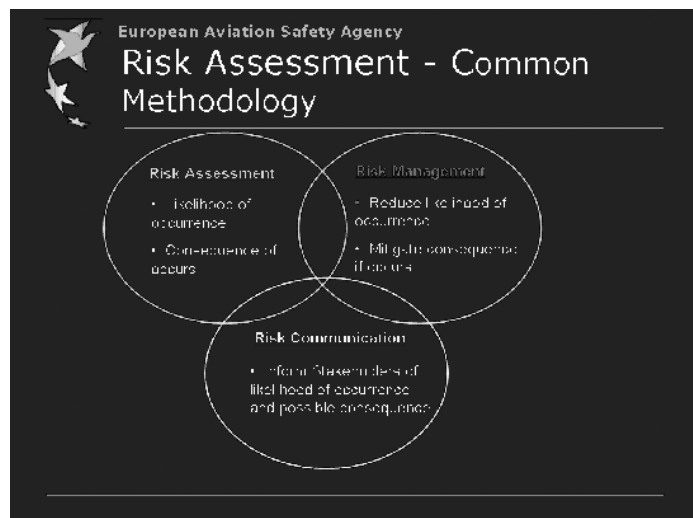 European Aviation Safety Agency
Risk Assessment - Common
Methodology
Risk Assessment
• Likelihood of
occurrence
• Consequence of
occurs
Risk Management
• Reduce likelihood of
occurrence
• Mitigate consequence
if occurs
Risk Communication
• Inform Stakeholders of
likelihood of occurrence
and possible consequence